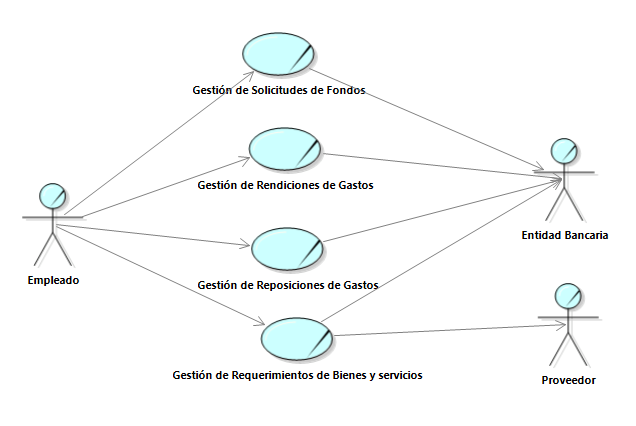 Gestión de Solicitudes de Fondos
Gestión de Rendiciones de Gastos
Entidad Bancaria
Empleado
Gestión de Reposiciones de Gastos
Gestión de Requerimientos de Bienes y servicios
Proveedor